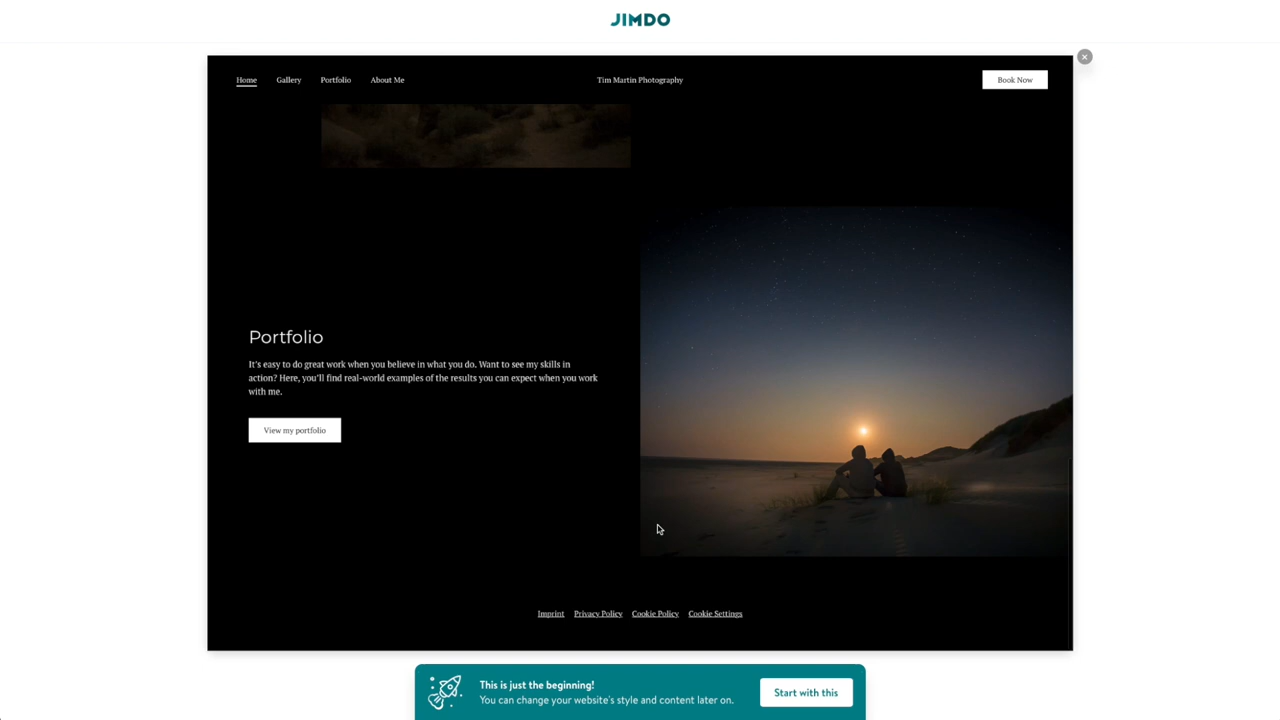 JIMDO
Home Gallery Portfolio About Me Tim Martin Photography Book Now
Portfolio
It's easy to do great work when you believe in what you do. Want to see my skills in
action? Here, you'll find real-world examples of the results you can expect when you work
with me.
View my portfolio
Imprint Privacy Policy Cookie Policy Cookie Settings
This is just the beginning!
You can change your website's style and content later on.
Start with this